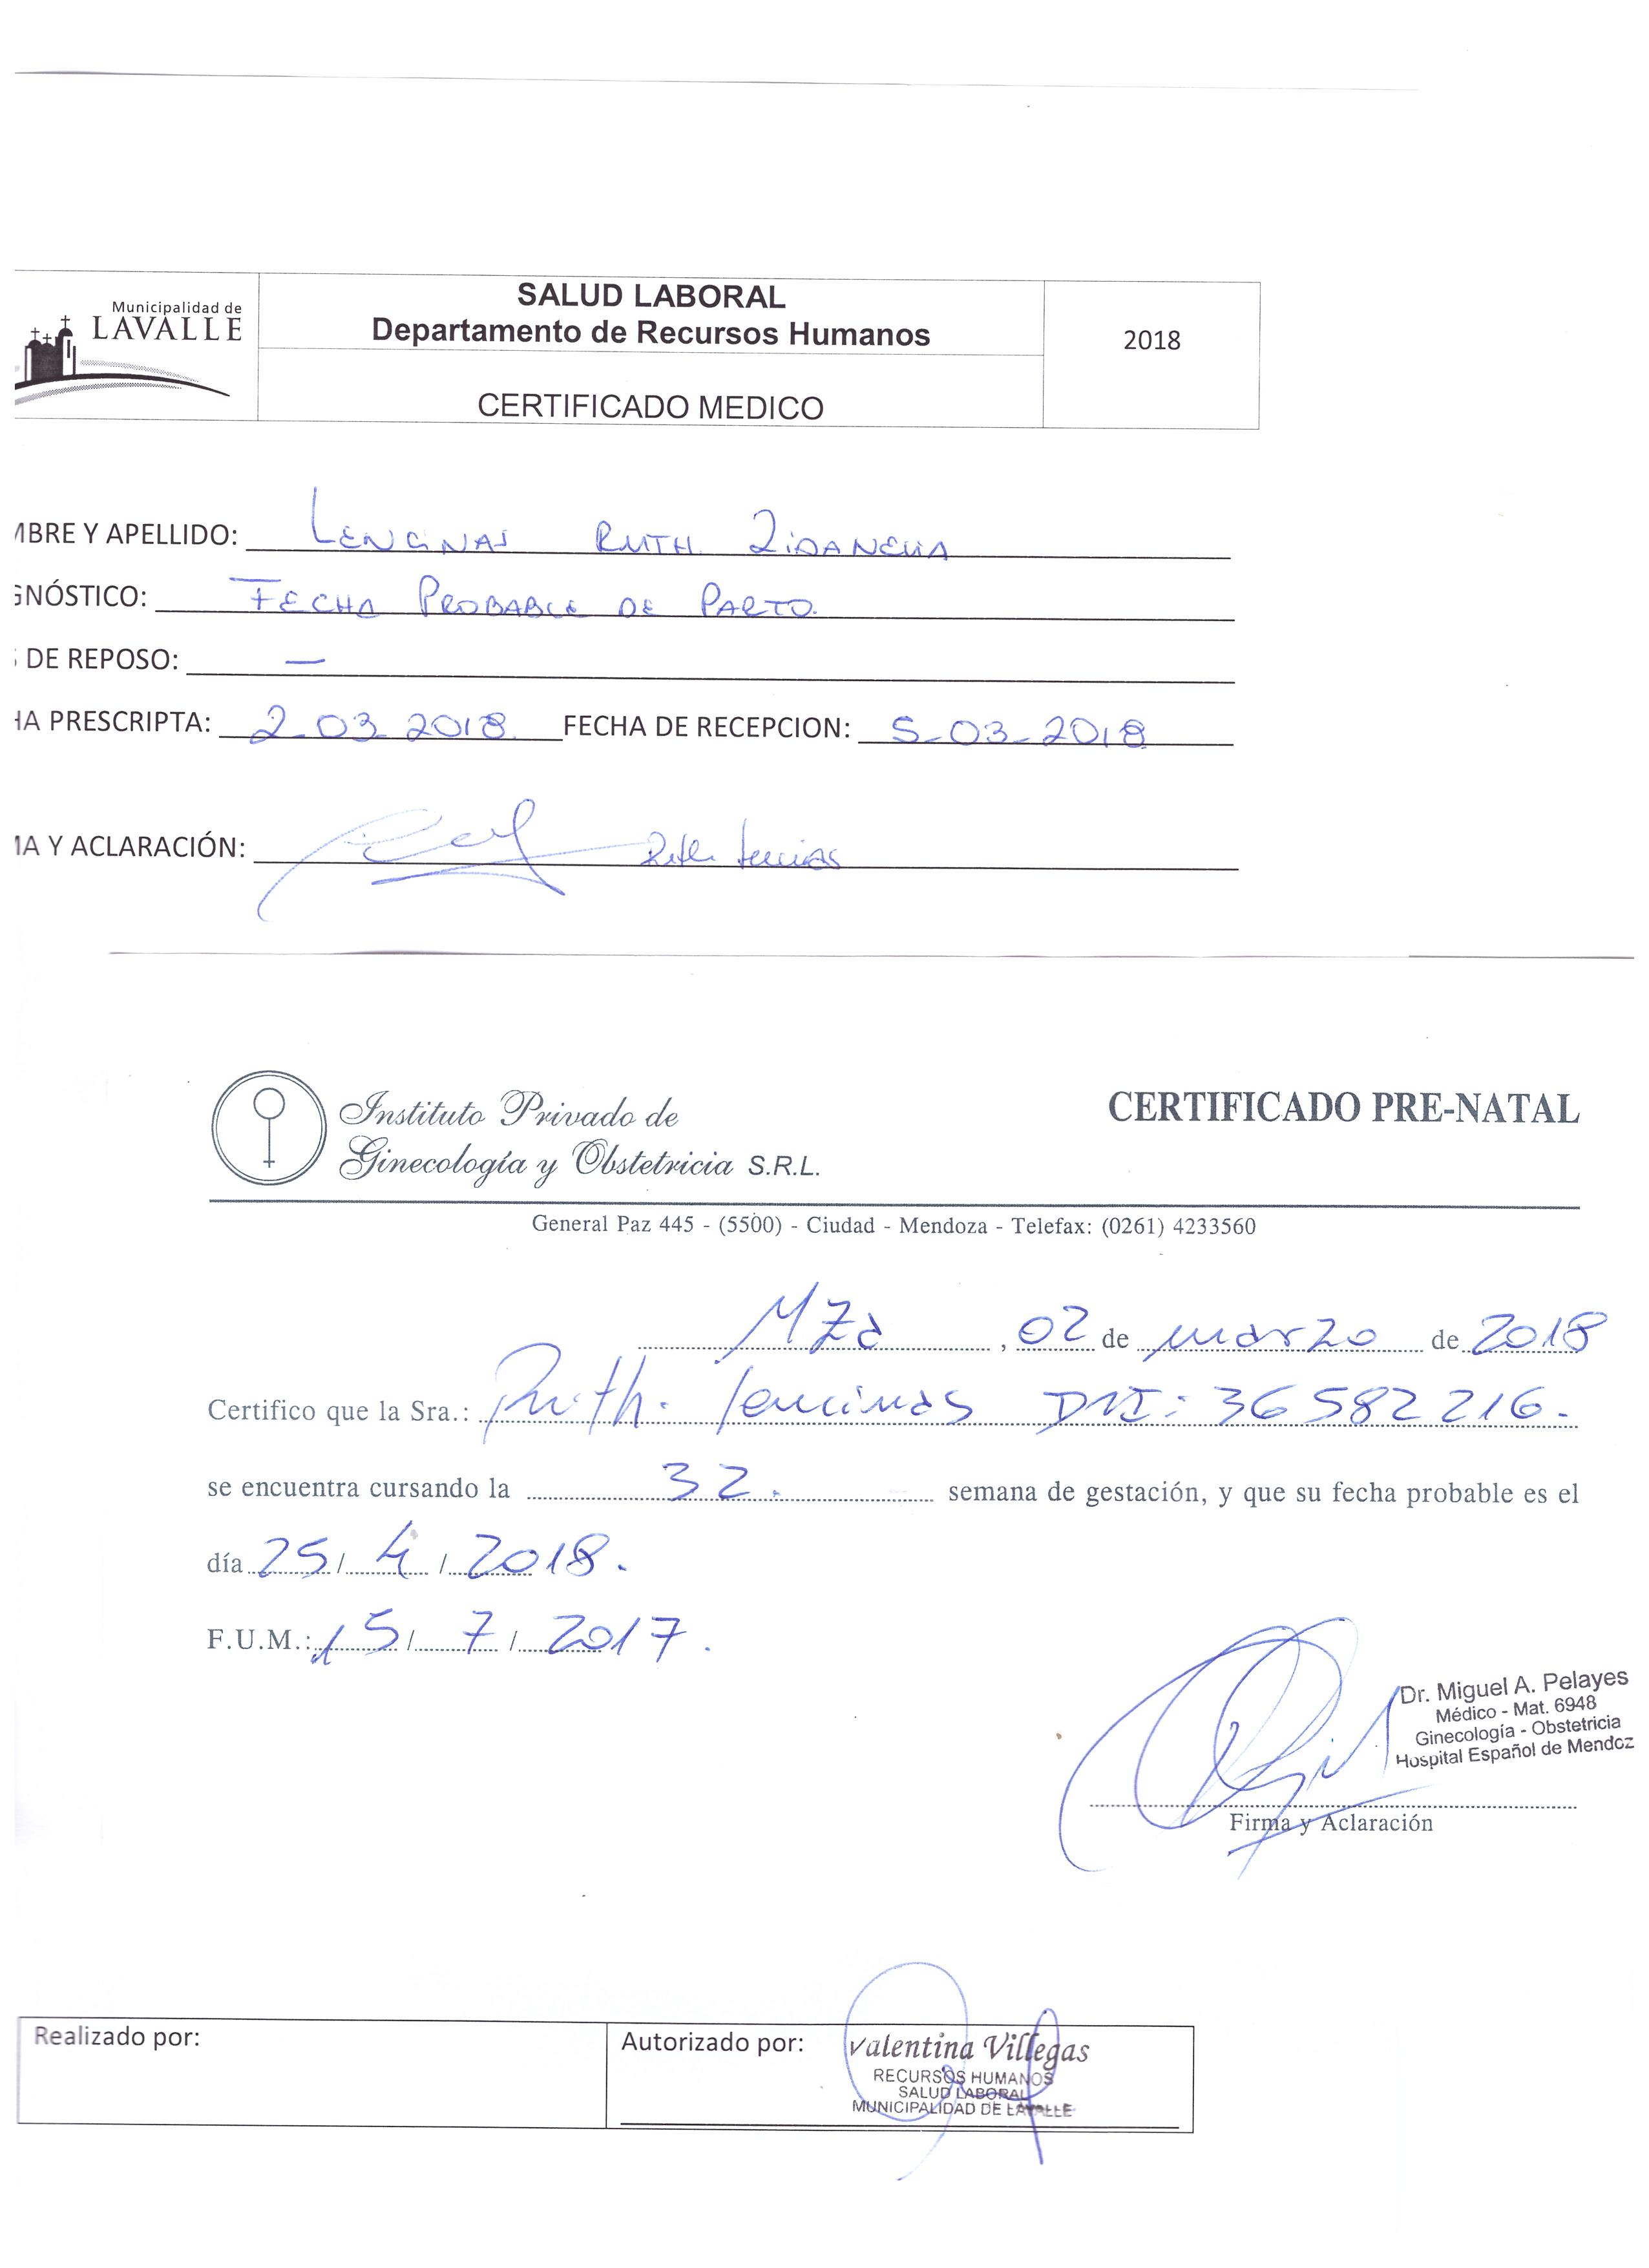 Municipalidad de
LAVALLE
SALUD LABORAL
Departamento de Recursos Humanos
CERTIFICADO MEDICO
2018
MBRE Y APELLIDO: LENCINAS RUTH
GNÓSTICO: FECHA PROBABLE DE PARTO.
DE REPOSO: —
HA PRESCRIPTA: 2-03-2018 FECHA DE RECEPCION: 5-03-2018
MA Y ACLARACIÓN: Ruth Lencinas
Instituto Privado de
Ginecología y Obstetricia S.R.L.
CERTIFICADO PRE-NATAL
General Paz 445 - (5500) - Ciudad - Mendoza - Telefax: (0261) 4233560
MZa, 02 de marzo de 2018
Certifico que la Sra.: Ruth. Lencinas DNI: 36582216.
se encuentra cursando la 32. semana de gestación, y que su fecha probable es el
día 25/4/2018.
F.U.M.: 15/7/2017.
Dr. Miguel A. Pelayes
Médico - Mat. 6948
Ginecología - Obstetricia
Hospital Español de Mendoz
Firma y Aclaración
Realizado por:
Autorizado por:
Valentina Villegas
RECURSOS HUMANOS
SALUD LABORAL
MUNICIPALIDAD DE LAVALLE